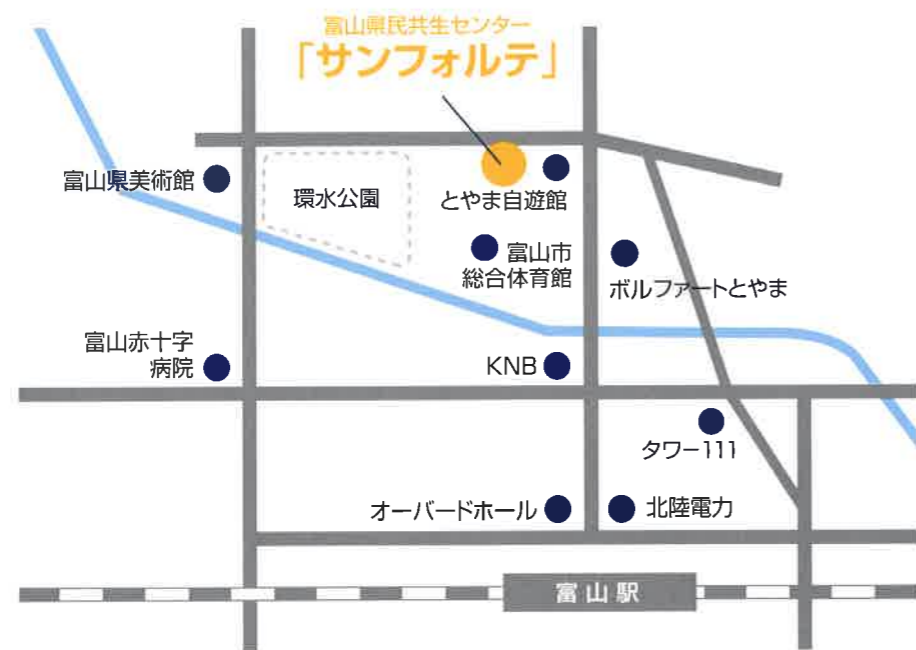 富山県民共生センター
「サンフォルテ」
富山県美術館
環水公園
とやま自遊館
富山市
総合体育館
ボルファートとやま
富山赤十字
病院
KNB
タワー111
オーバードホール
北陸電力
富山駅